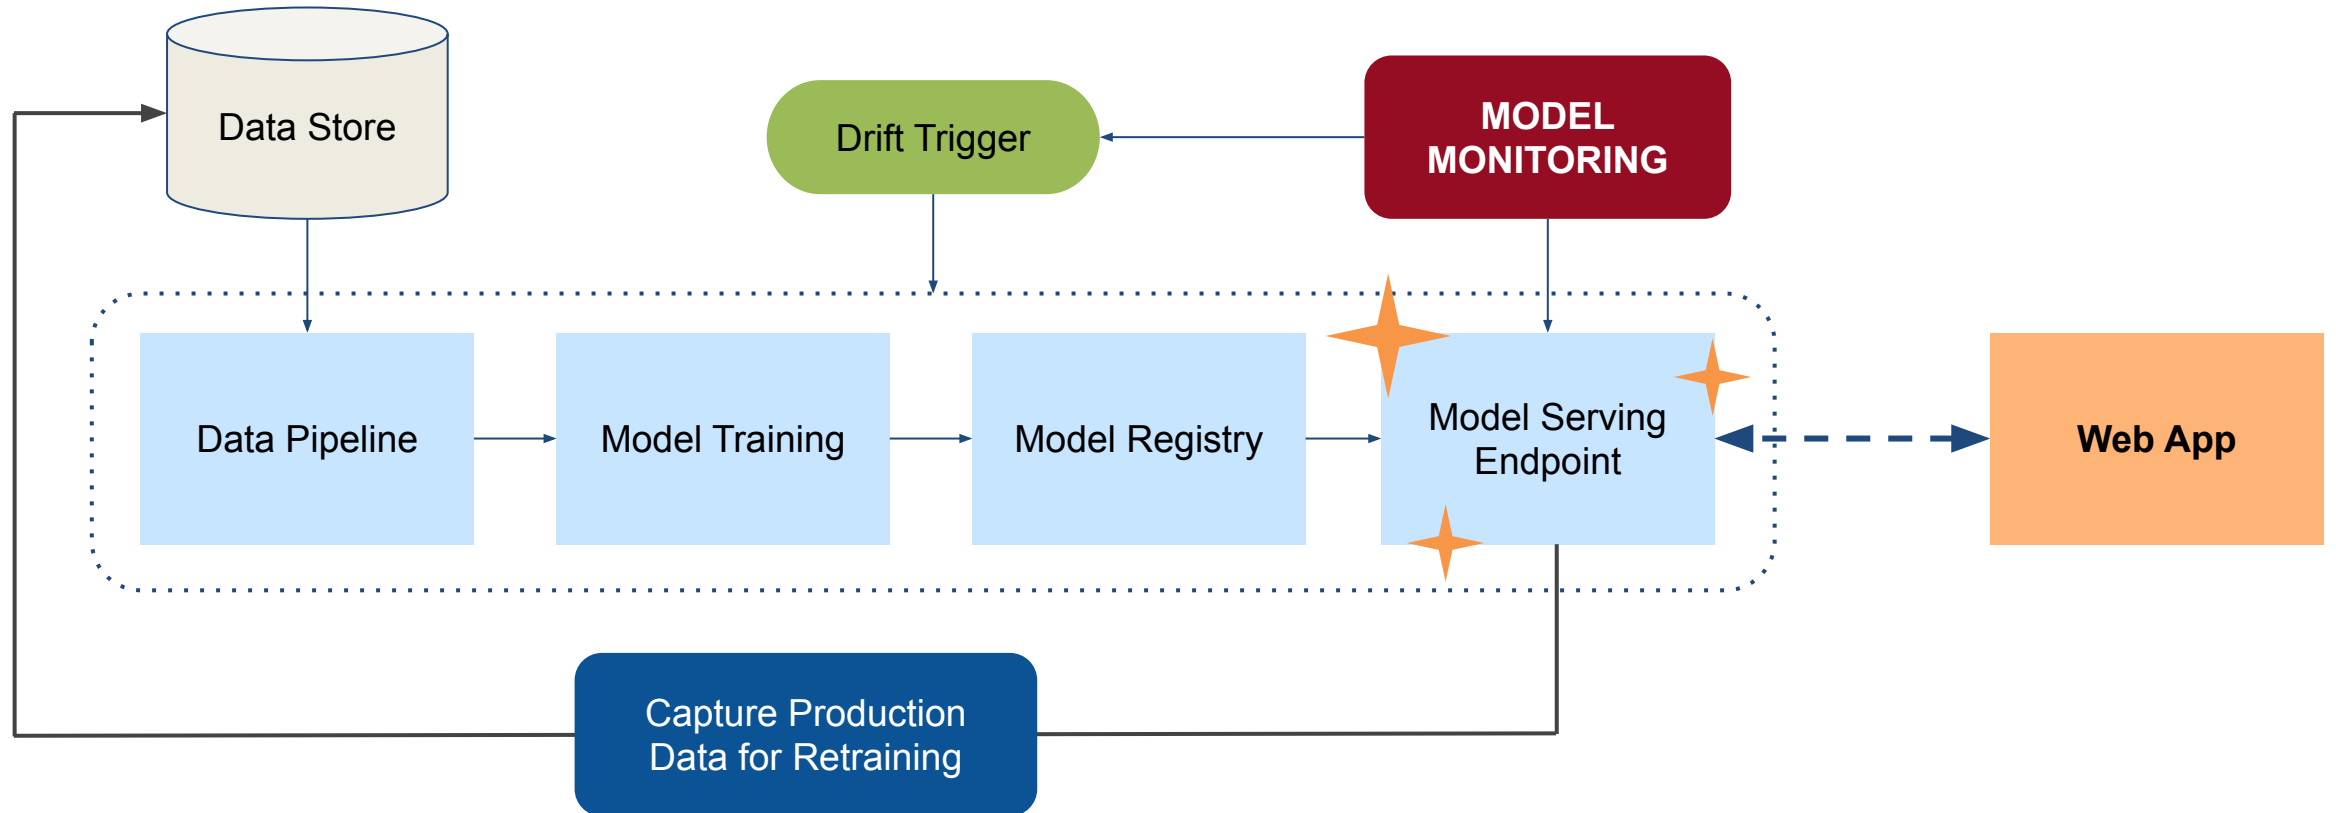 Data Store
Drift Trigger
MODEL
MONITORING
Data Pipeline
Model Training
Model Registry
Model Serving
Endpoint
Web App
Capture Production
Data for Retraining